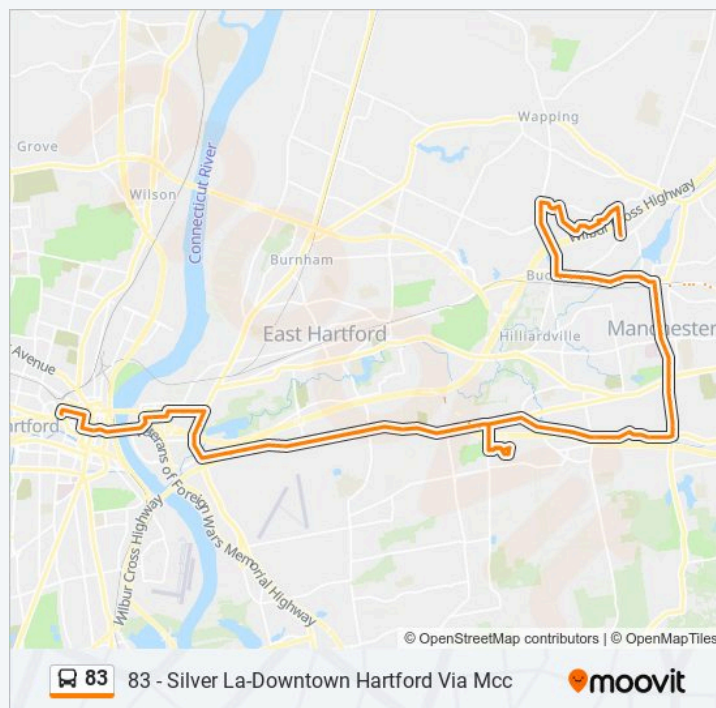 Wapping
Grove
Wilson
Connecticut River
Wilbur Cross Highway
Burnham
Bu
East Hartford
Hilliardville
Manchester
Avenue
artford
Veterans of Foreign Wars Memorial Highway
Wilbur Cross Highway
© OpenStreetMap contributors | © OpenMapTiles
83
83 - Silver La-Downtown Hartford Via Mcc
moovit